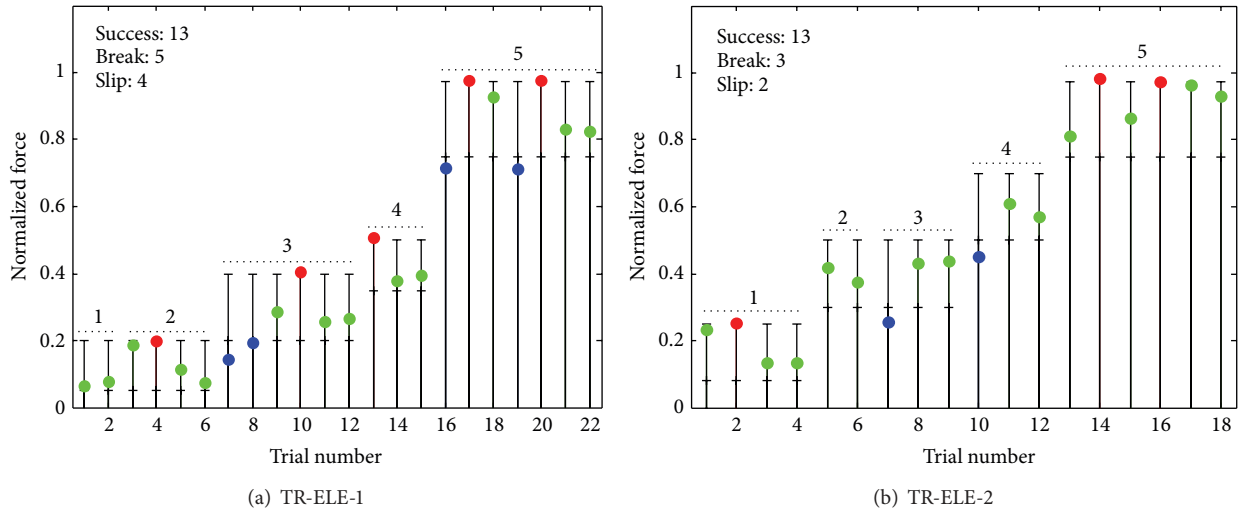 Success: 13
Break: 5
Slip: 4
1
2
3
4
5
1
0.8
0.6
0.4
0.2
0
Normalized force
2 4 6 8 10 12 14 16 18 20 22
Trial number
(a) TR-ELE-1
Success: 13
Break: 3
Slip: 2
1
2
3
4
5
1
0.8
0.6
0.4
0.2
0
Normalized force
2 4 6 8 10 12 14 16 18
Trial number
(b) TR-ELE-2